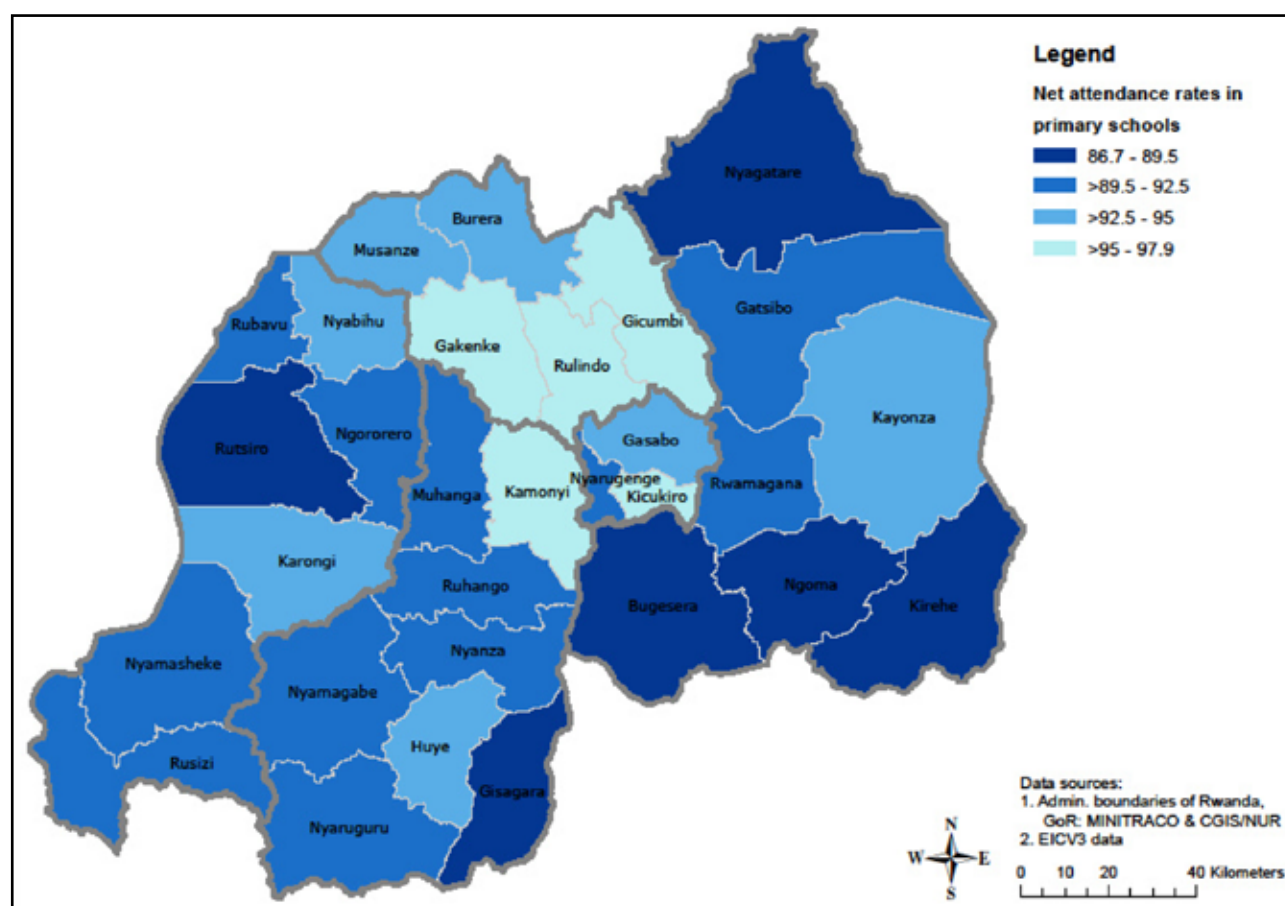 Legend
Net attendance rates in
primary schools
86.7 - 89.5
>89.5 - 92.5
>92.5 - 95
>95 - 97.9
Nyagatare
Burera
Musanze
Gicumbi
Gatsibo
Rubavu
Nyabihu
Gakenke
Rulindo
Kayonza
Rutsiro
Ngororero
Gasabo
Muhanga
Kamonyi
Nyarugenge
Kicukiro
Rwamagana
Karongi
Ruhango
Bugesera
Ngoma
Kirehe
Nyamasheke
Nyanza
Nyamagabe
Huye
Rusizi
Gisagara
Nyaruguru
Data sources:
1. Admin. boundaries of Rwanda,
GoR: MINITRACO & CGIS/NUR
2. EICV3 data
N
W E
S
0 10 20 40 Kilometers